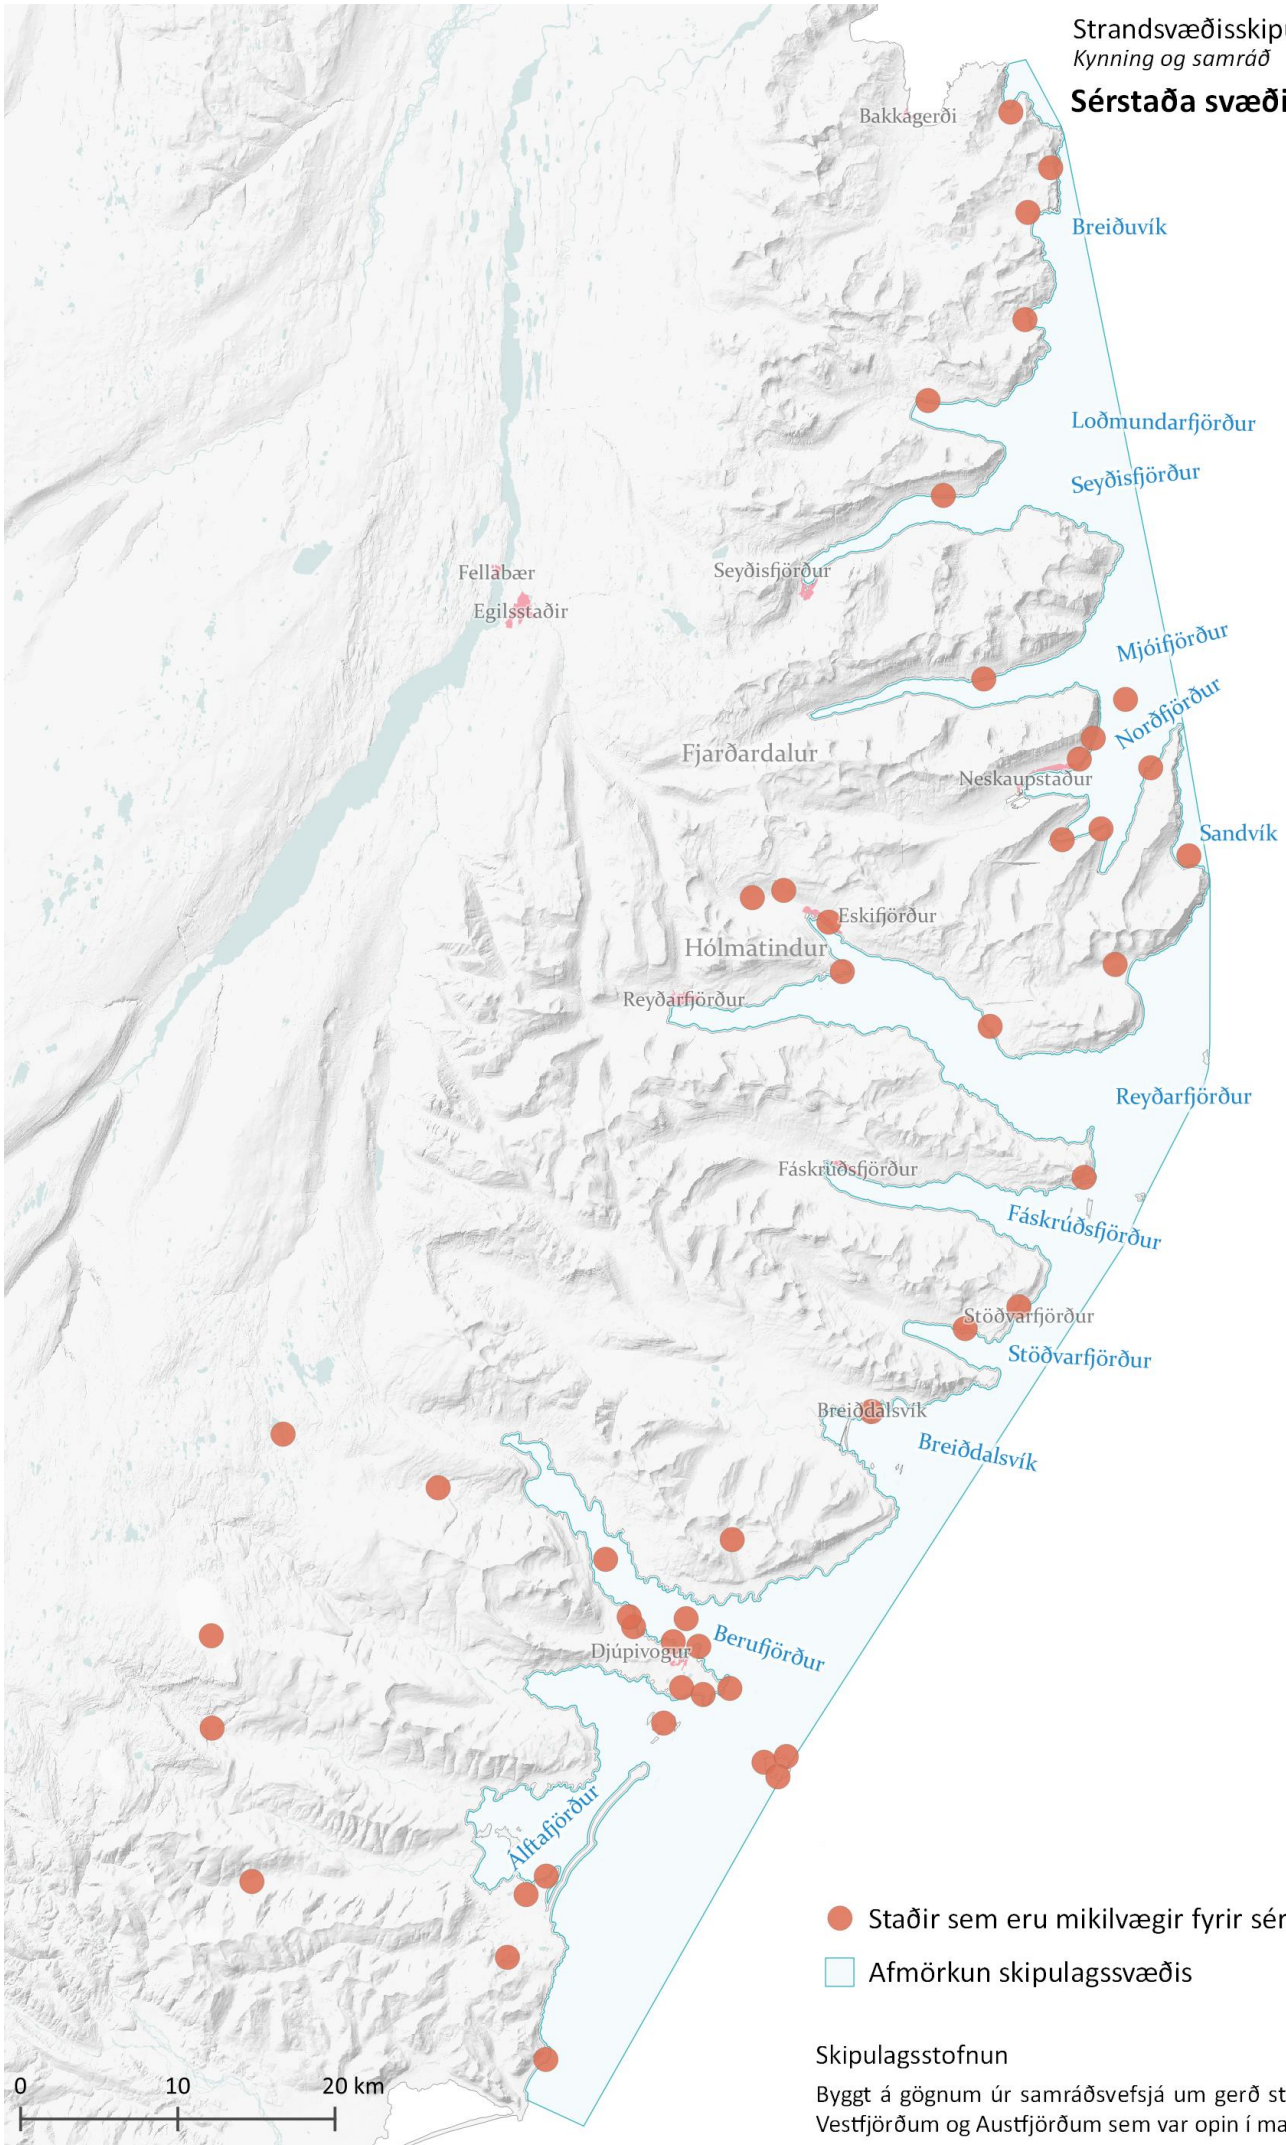 Strandsvæðisskipu
Kynning og samráð
Sérstaða svæði
Bakkagerði
Breiðuvík
Loðmundarfjörður
Seyðisfjörður
Fellabær
Seyðisfjörður
Egilsstaðir
Mjóifjörður
Norðfjörður
Fjarðardalur
Neskaupstaður
Sandvík
Eskifjörður
Hólmatindur
Reyðarfjörður
Reyðarfjörður
Fáskrúðsfjörður
Fáskrúðsfjörður
Stöðvarfjörður
Stöðvarfjörður
Breiðdalsvík
Breiðdalsvík
Berufjörður
Djúpivogur
Álftafjörður
Staðir sem eru mikilvægir fyrir sér
Afmörkun skipulagssvæðis
Skipulagsstofnun
0 10 20 km
Byggt á gögnum úr samráðsvefsjá um gerð st
Vestfjörðum og Austfjörðum sem var opin í ma